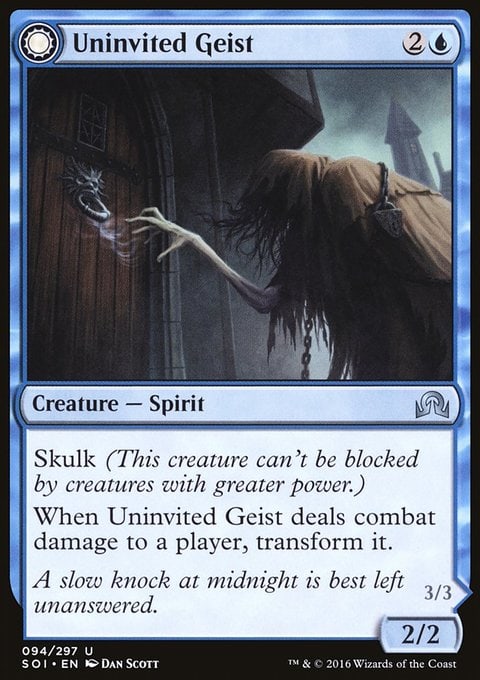 Uninvited Geist 2
Creature — Spirit
Skulk (This creature can't be blocked
by creatures with greater power.)
When Uninvited Geist deals combat
damage to a player, transform it.
A slow knock at midnight is best left
unanswered.
3/3
2/2
094/297 U
SOI • EN Dan Scott
™ & © 2016 Wizards of the Coast